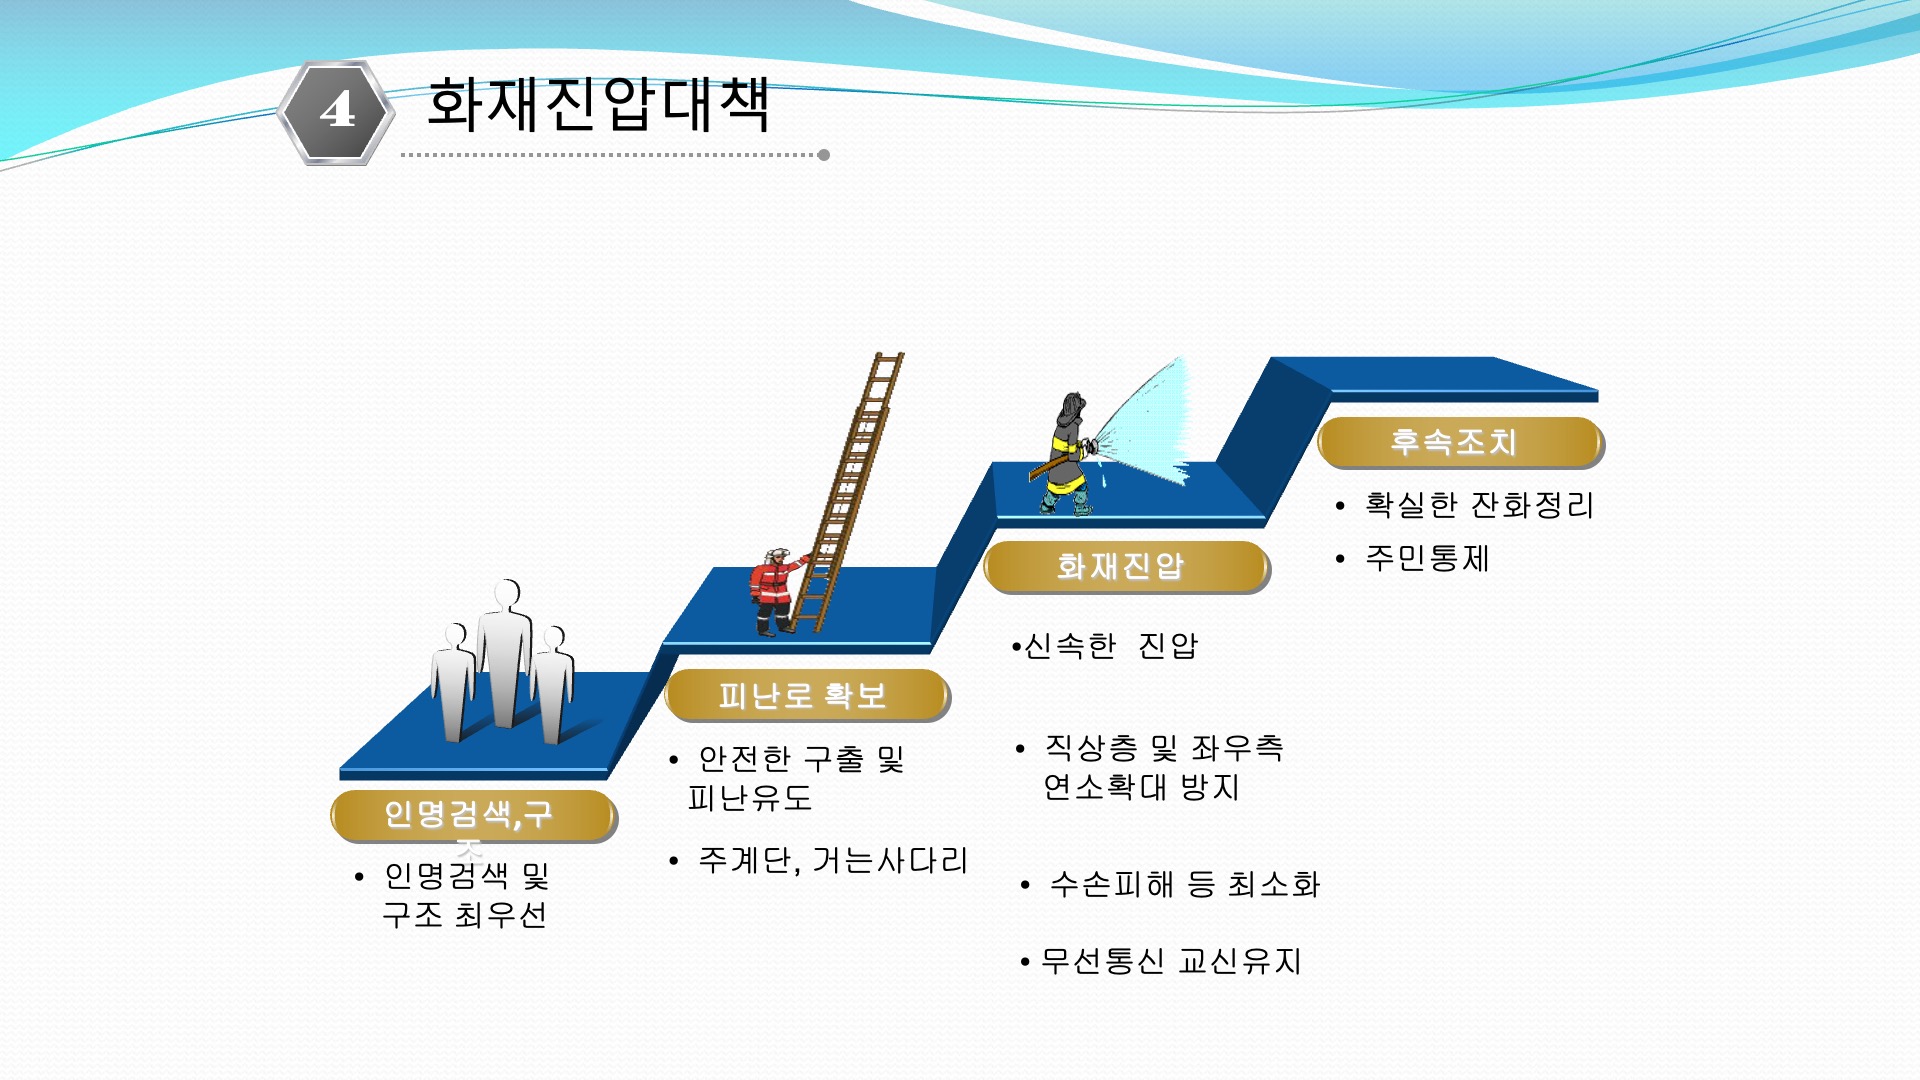 4
화재진압대책
인명검색,구
조
• 인명검색 및
구조 최우선
피난로 확보
• 안전한 구출 및
피난유도
• 주계단, 거는사다리
화재진압
•신속한 진압
• 직상층 및 좌우측
연소확대 방지
• 수손피해 등 최소화
• 무선통신 교신유지
후속조치
• 확실한 잔화정리
• 주민통제